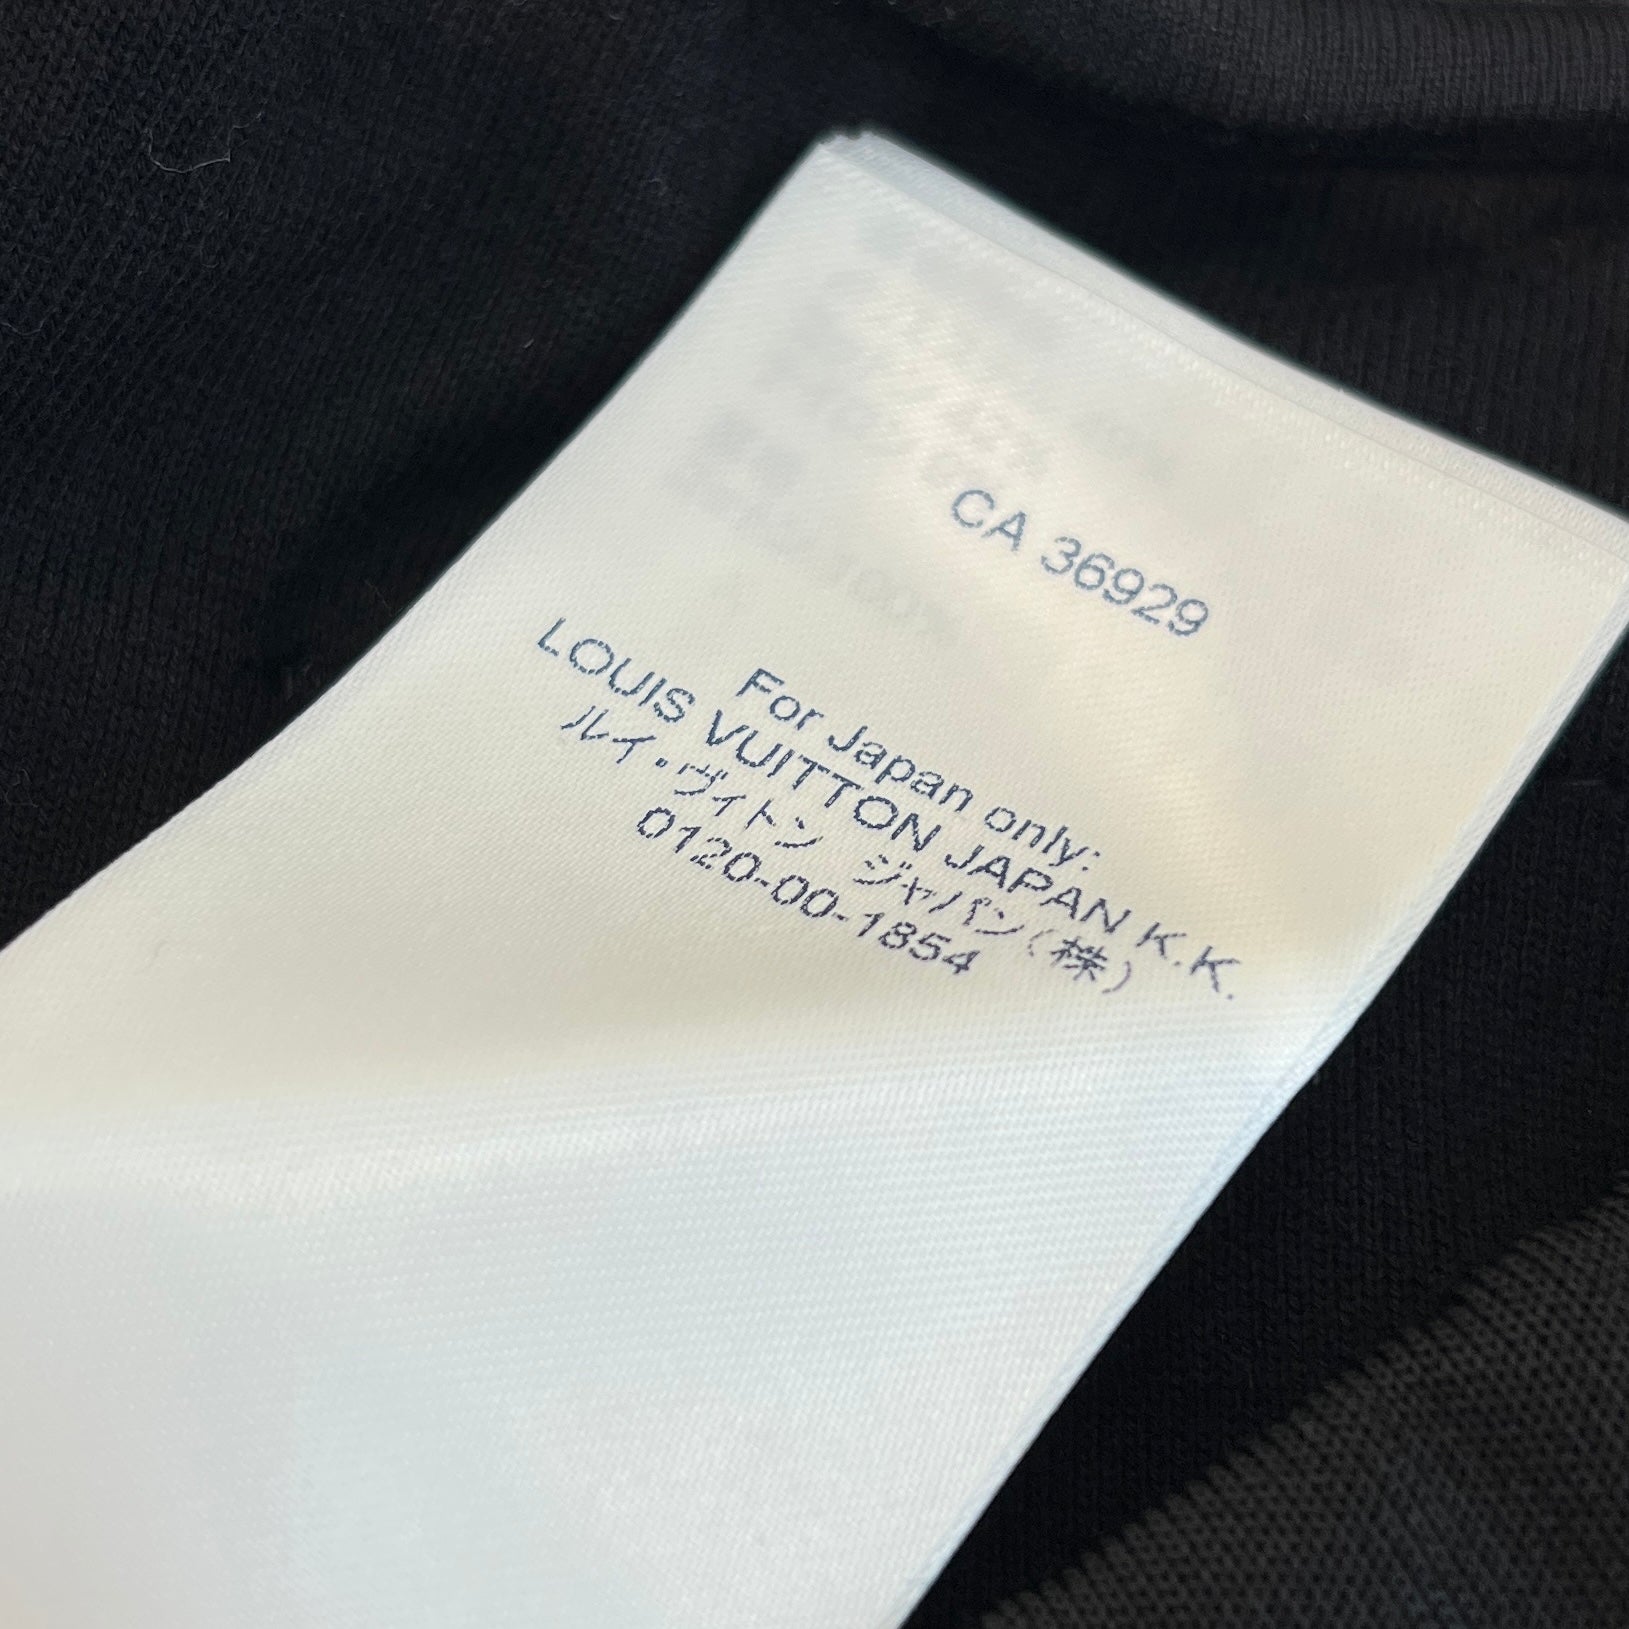 CA 36929
For Japan only:
LOUIS VUITTON JAPAN K.K.
ルイ・ヴィトン ジャパン(株)
0120-00-1854